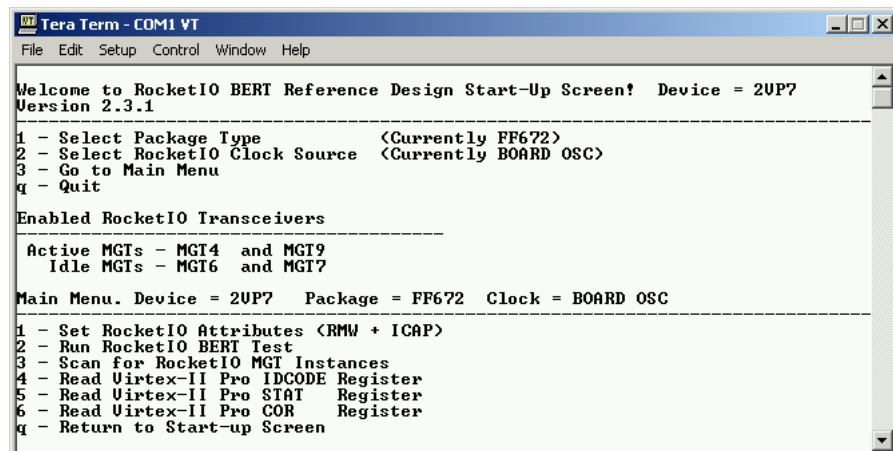 Tera Term - COM1 VT
File Edit Setup Control Window Help
Welcome to RocketIO BERT Reference Design Start-Up Screen! Device = 2VP7
Version 2.3.1
1 - Select Package Type (Currently FF672)
2 - Select RocketIO Clock Source (Currently BOARD OSC)
3 - Go to Main Menu
q - Quit
Enabled RocketIO Transceivers
Active MGTs - MGT4 and MGT9
Idle MGTs - MGT6 and MGT7
Main Menu. Device = 2VP7 Package = FF672 Clock = BOARD OSC
1 - Set RocketIO Attributes (RMW + ICAP)
2 - Run RocketIO BERT Test
3 - Scan for RocketIO MGT Instances
4 - Read Virtex-II Pro IDCODE Register
5 - Read Virtex-II Pro STAT Register
6 - Read Virtex-II Pro COR Register
q - Return to Start-up Screen